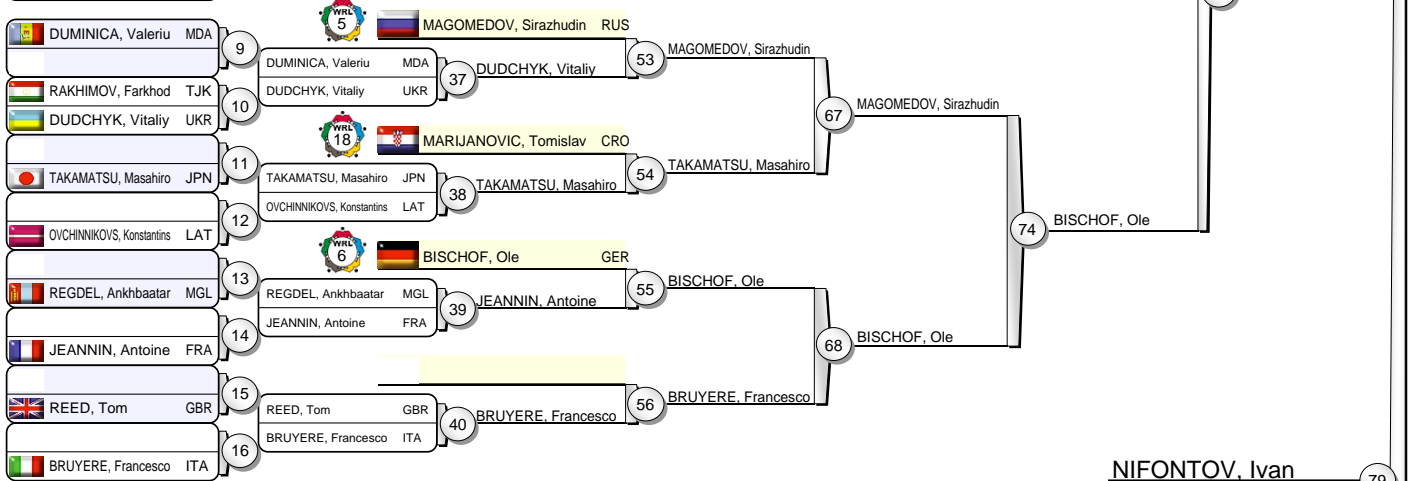 DUMINICA, Valeriu MDA
9
RAKHIMOV, Farkhod TJK
DUDCHYK, Vitaliy UKR
10
TAKAMATSU, Masahiro JPN
11
OVCHINNIKOVS, Konstantins LAT
12
REGDEL, Ankhbaatar MGL
13
JEANNIN, Antoine FRA
14
REED, Tom GBR
15
BRUYERE, Francesco ITA
16
WRL
5
MAGOMEDOV, Sirazhudin RUS
DUMINICA, Valeriu MDA
DUDCHYK, Vitaliy UKR
37
DUDCHYK, Vitaliy
53
WRL
18
MARIJANOVIC, Tomislav CRO
TAKAMATSU, Masahiro JPN
OVCHINNIKOVS, Konstantins LAT
38
TAKAMATSU, Masahiro
54
WRL
6
BISCHOF, Ole GER
REGDEL, Ankhbaatar MGL
JEANNIN, Antoine FRA
39
JEANNIN, Antoine
55
REED, Tom GBR
BRUYERE, Francesco ITA
40
BRUYERE, Francesco
56
MAGOMEDOV, Sirazhudin
TAKAMATSU, Masahiro
67
BISCHOF, Ole
BRUYERE, Francesco
68
MAGOMEDOV, Sirazhudin
BISCHOF, Ole
74
BISCHOF, Ole
NIFONTOV, Ivan
79